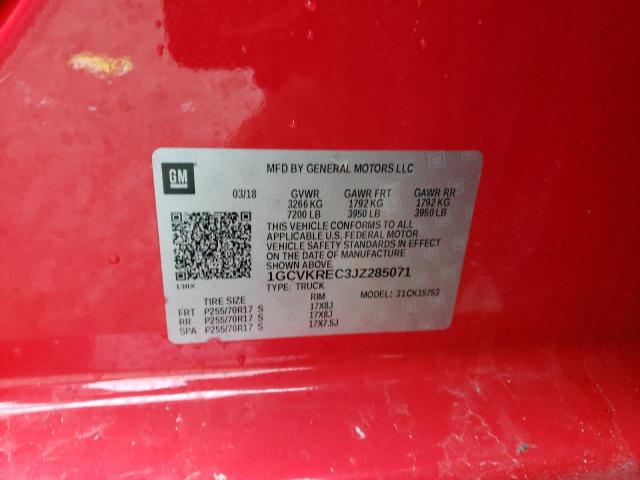 GM
MFD BY GENERAL MOTORS LLC
03/18 GVWR GAWR FRT GAWR RR
3266 KG 1792 KG 1792 KG
7200 LB 3950 LB 3950 LB
THIS VEHICLE CONFORMS TO ALL
APPLICABLE U.S. FEDERAL MOTOR
VEHICLE SAFETY STANDARDS IN EFFECT
ON THE DATE OF MANUFACTURE
SHOWN ABOVE.
1GCVKREC3JZ285071
TYPE: TRUCK
130X
MODEL: 31CK15753
TIRE SIZE RIM
FRT P255/70R17 S 17X8J
RR P255/70R17 S 17X8J
SPA P255/70R17 S 17X7.5J